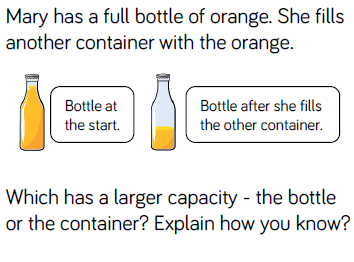 Mary has a full bottle of orange. She fills
another container with the orange.
Bottle at
the start.
Bottle after she fills
the other container.
Which has a larger capacity - the bottle
or the container? Explain how you know?